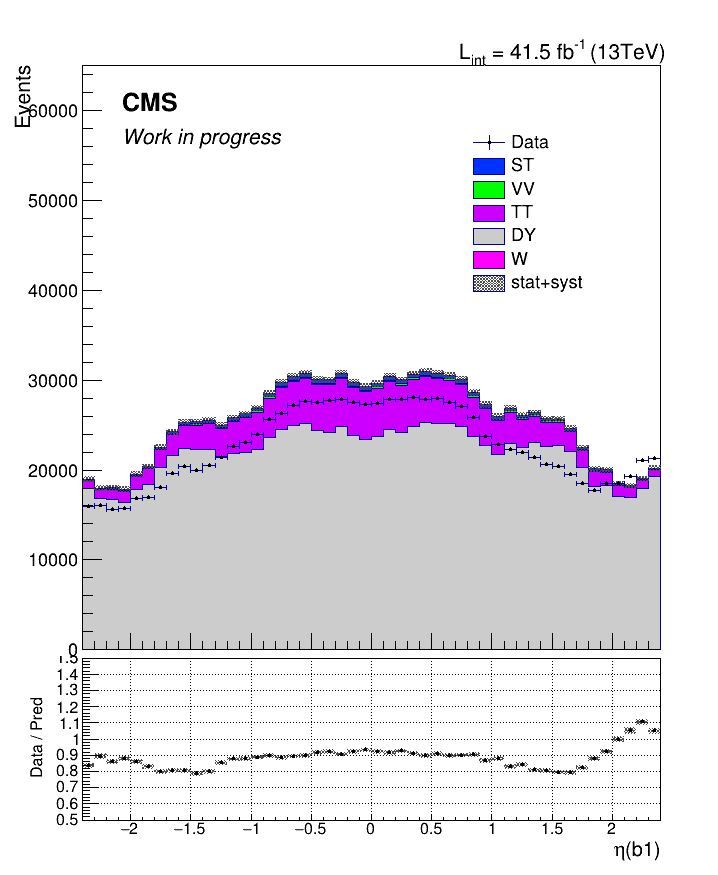 L_int = 41.5 fb^-1 (13TeV)
Events
CMS
Work in progress
Data
ST
VV
TT
DY
W
stat+syst
60000
50000
40000
30000
20000
10000
0
1.5
1.4
1.3
1.2
1.1
1
0.9
0.8
0.7
0.6
0.5
Data / Pred
−2 −1.5 −1 −0.5 0 0.5 1 1.5 2
η(b1)